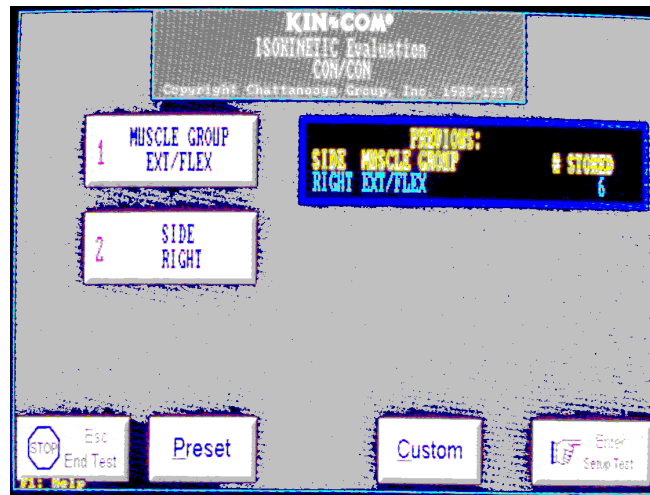 KIN-COM®
ISOKINETIC Evaluation
CON/CON
Copyright Chattanooga Group, Inc. 1985-1997
1 MUSCLE GROUP
EXT/FLEX
PREVIOUS:
SIDE MUSCLE GROUP # STORED
RIGHT EXT/FLEX 6
2 SIDE
RIGHT
STOP
Esc
End Test
Preset
Custom
Enter
Setup Test
F1: Help